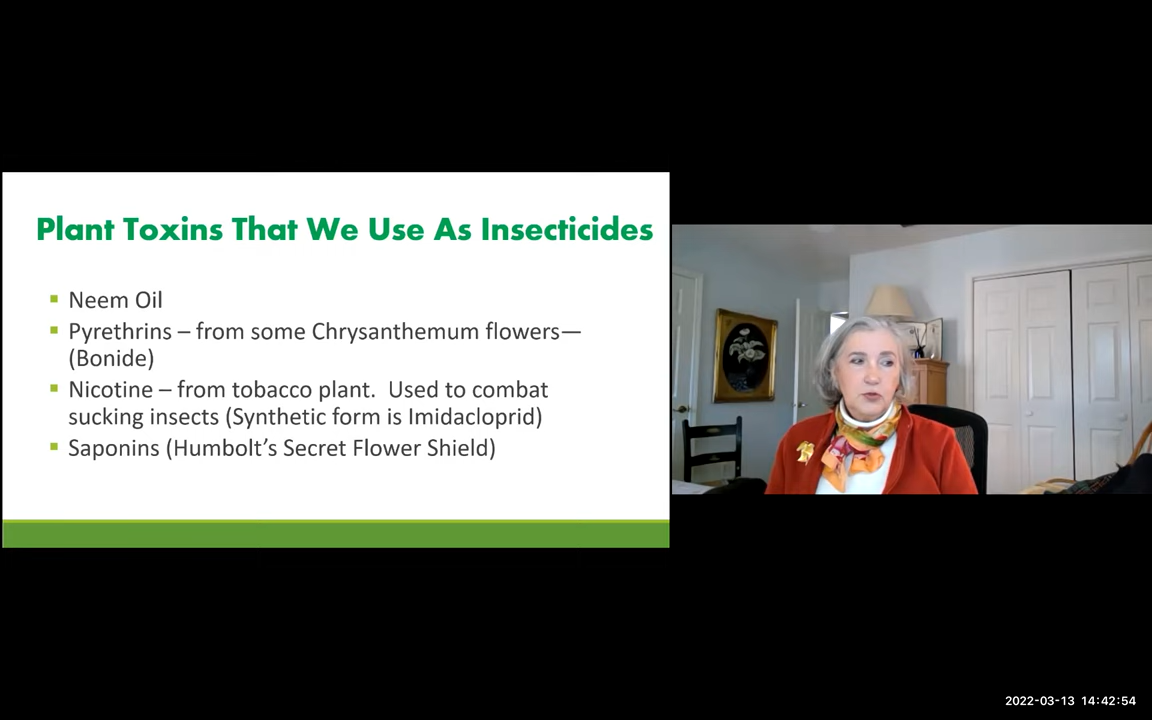 Plant Toxins That We Use As Insecticides
Neem Oil
Pyrethrins – from some Chrysanthemum flowers—
(Bonide)
Nicotine – from tobacco plant.  Used to combat
sucking insects (Synthetic form is Imidacloprid)
Saponins (Humbolt’s Secret Flower Shield)
2022-03-13 14:42:54